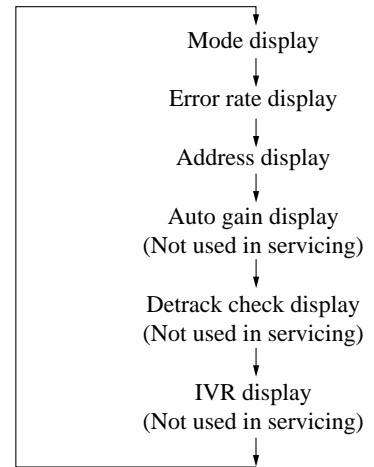 Mode display
Error rate display
Address display
Auto gain display
(Not used in servicing)
Detrack check display
(Not used in servicing)
IVR display
(Not used in servicing)